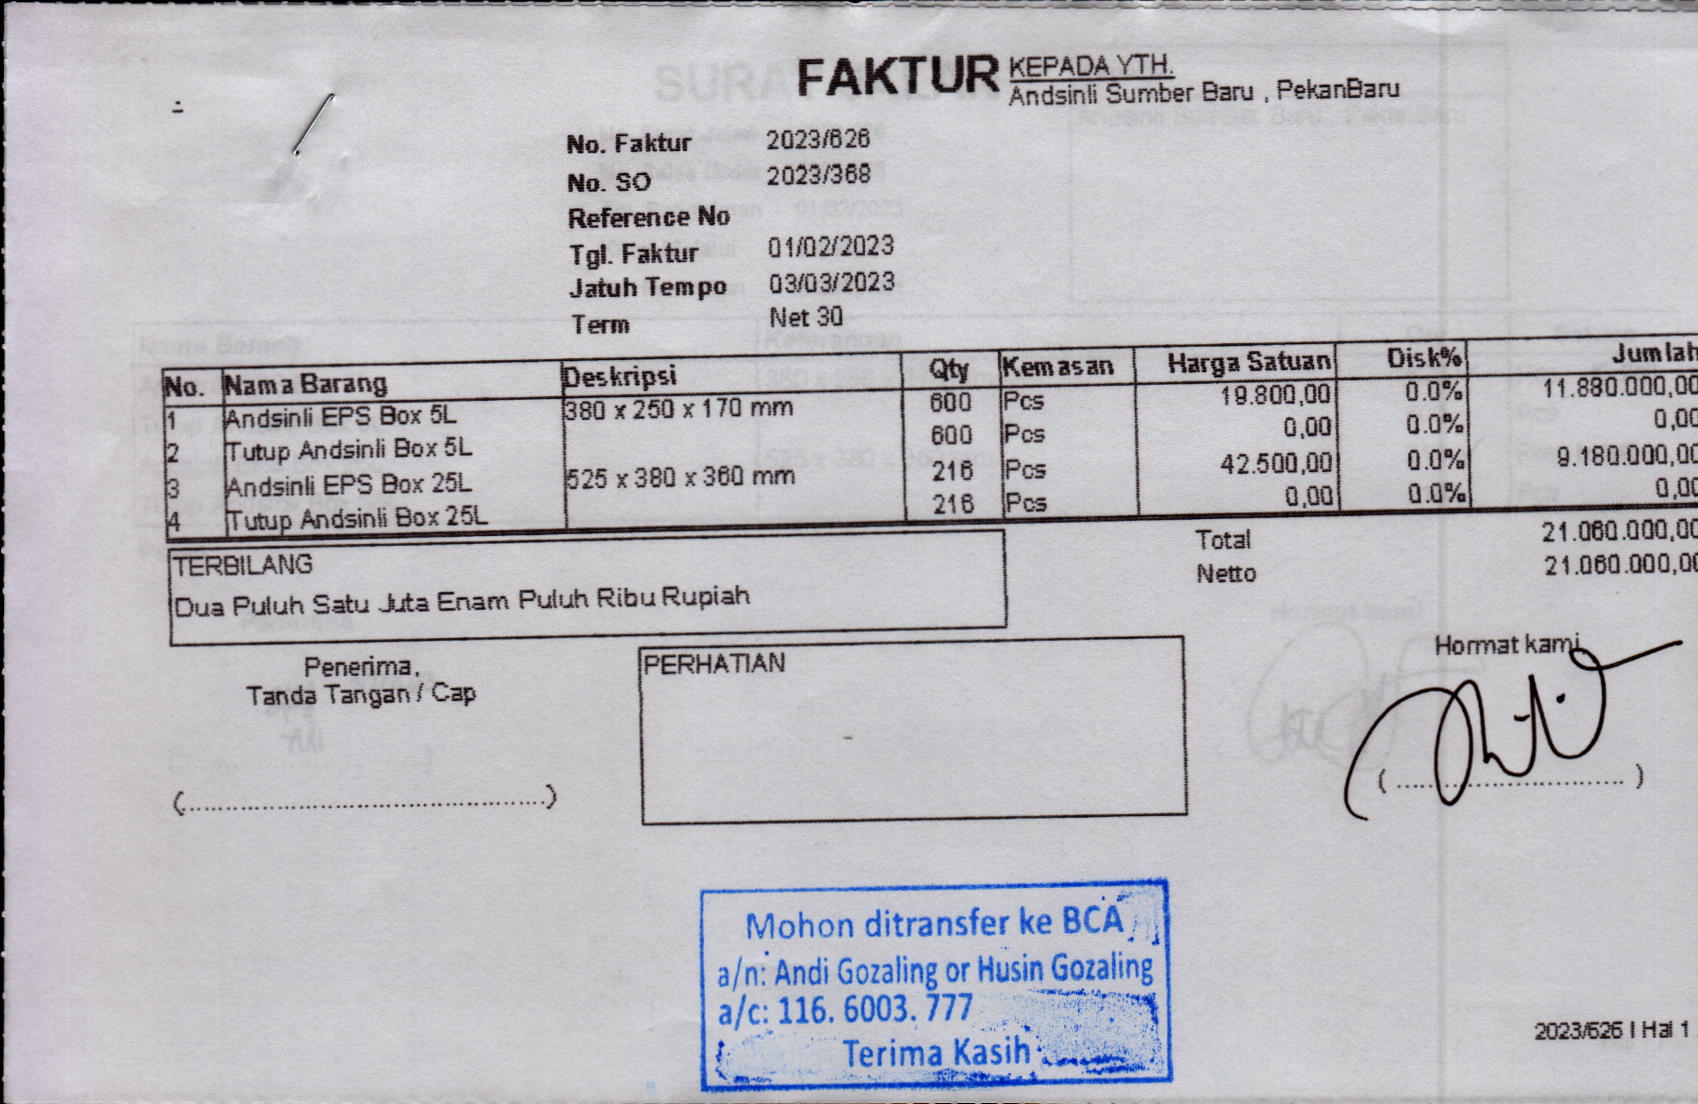 FAKTUR
KEPADA YTH.
Andsinli Sumber Baru , PekanBaru
No. Faktur 2023/626
No. SO 2023/368
Reference No
Tgl. Faktur 01/02/2023
Jatuh Tempo 03/03/2023
Term Net 30
No. Nama Barang Deskripsi Qty Kemasan Harga Satuan Disk% Jumlah
1 Andsinli EPS Box 5L 380 x 250 x 170 mm 600 Pcs 19.800,00 0.0% 11.880.000,00
2 Tutup Andsinli Box 5L 600 Pcs 0,00 0.0% 0,00
3 Andsinli EPS Box 25L 525 x 380 x 360 mm 216 Pcs 42.500,00 0.0% 9.180.000,00
4 Tutup Andsinli Box 25L 216 Pcs 0,00 0.0% 0,00
Total 21.060.000,00
Netto 21.060.000,00
TERBILANG
Dua Puluh Satu Juta Enam Puluh Ribu Rupiah
Penerima,
Tanda Tangan / Cap
PERHATIAN
Hormat kami
Mohon ditransfer ke BCA
a/n: Andi Gozaling or Husin Gozaling
a/c: 116. 6003. 777
Terima Kasih
2023/626 | Hal 1